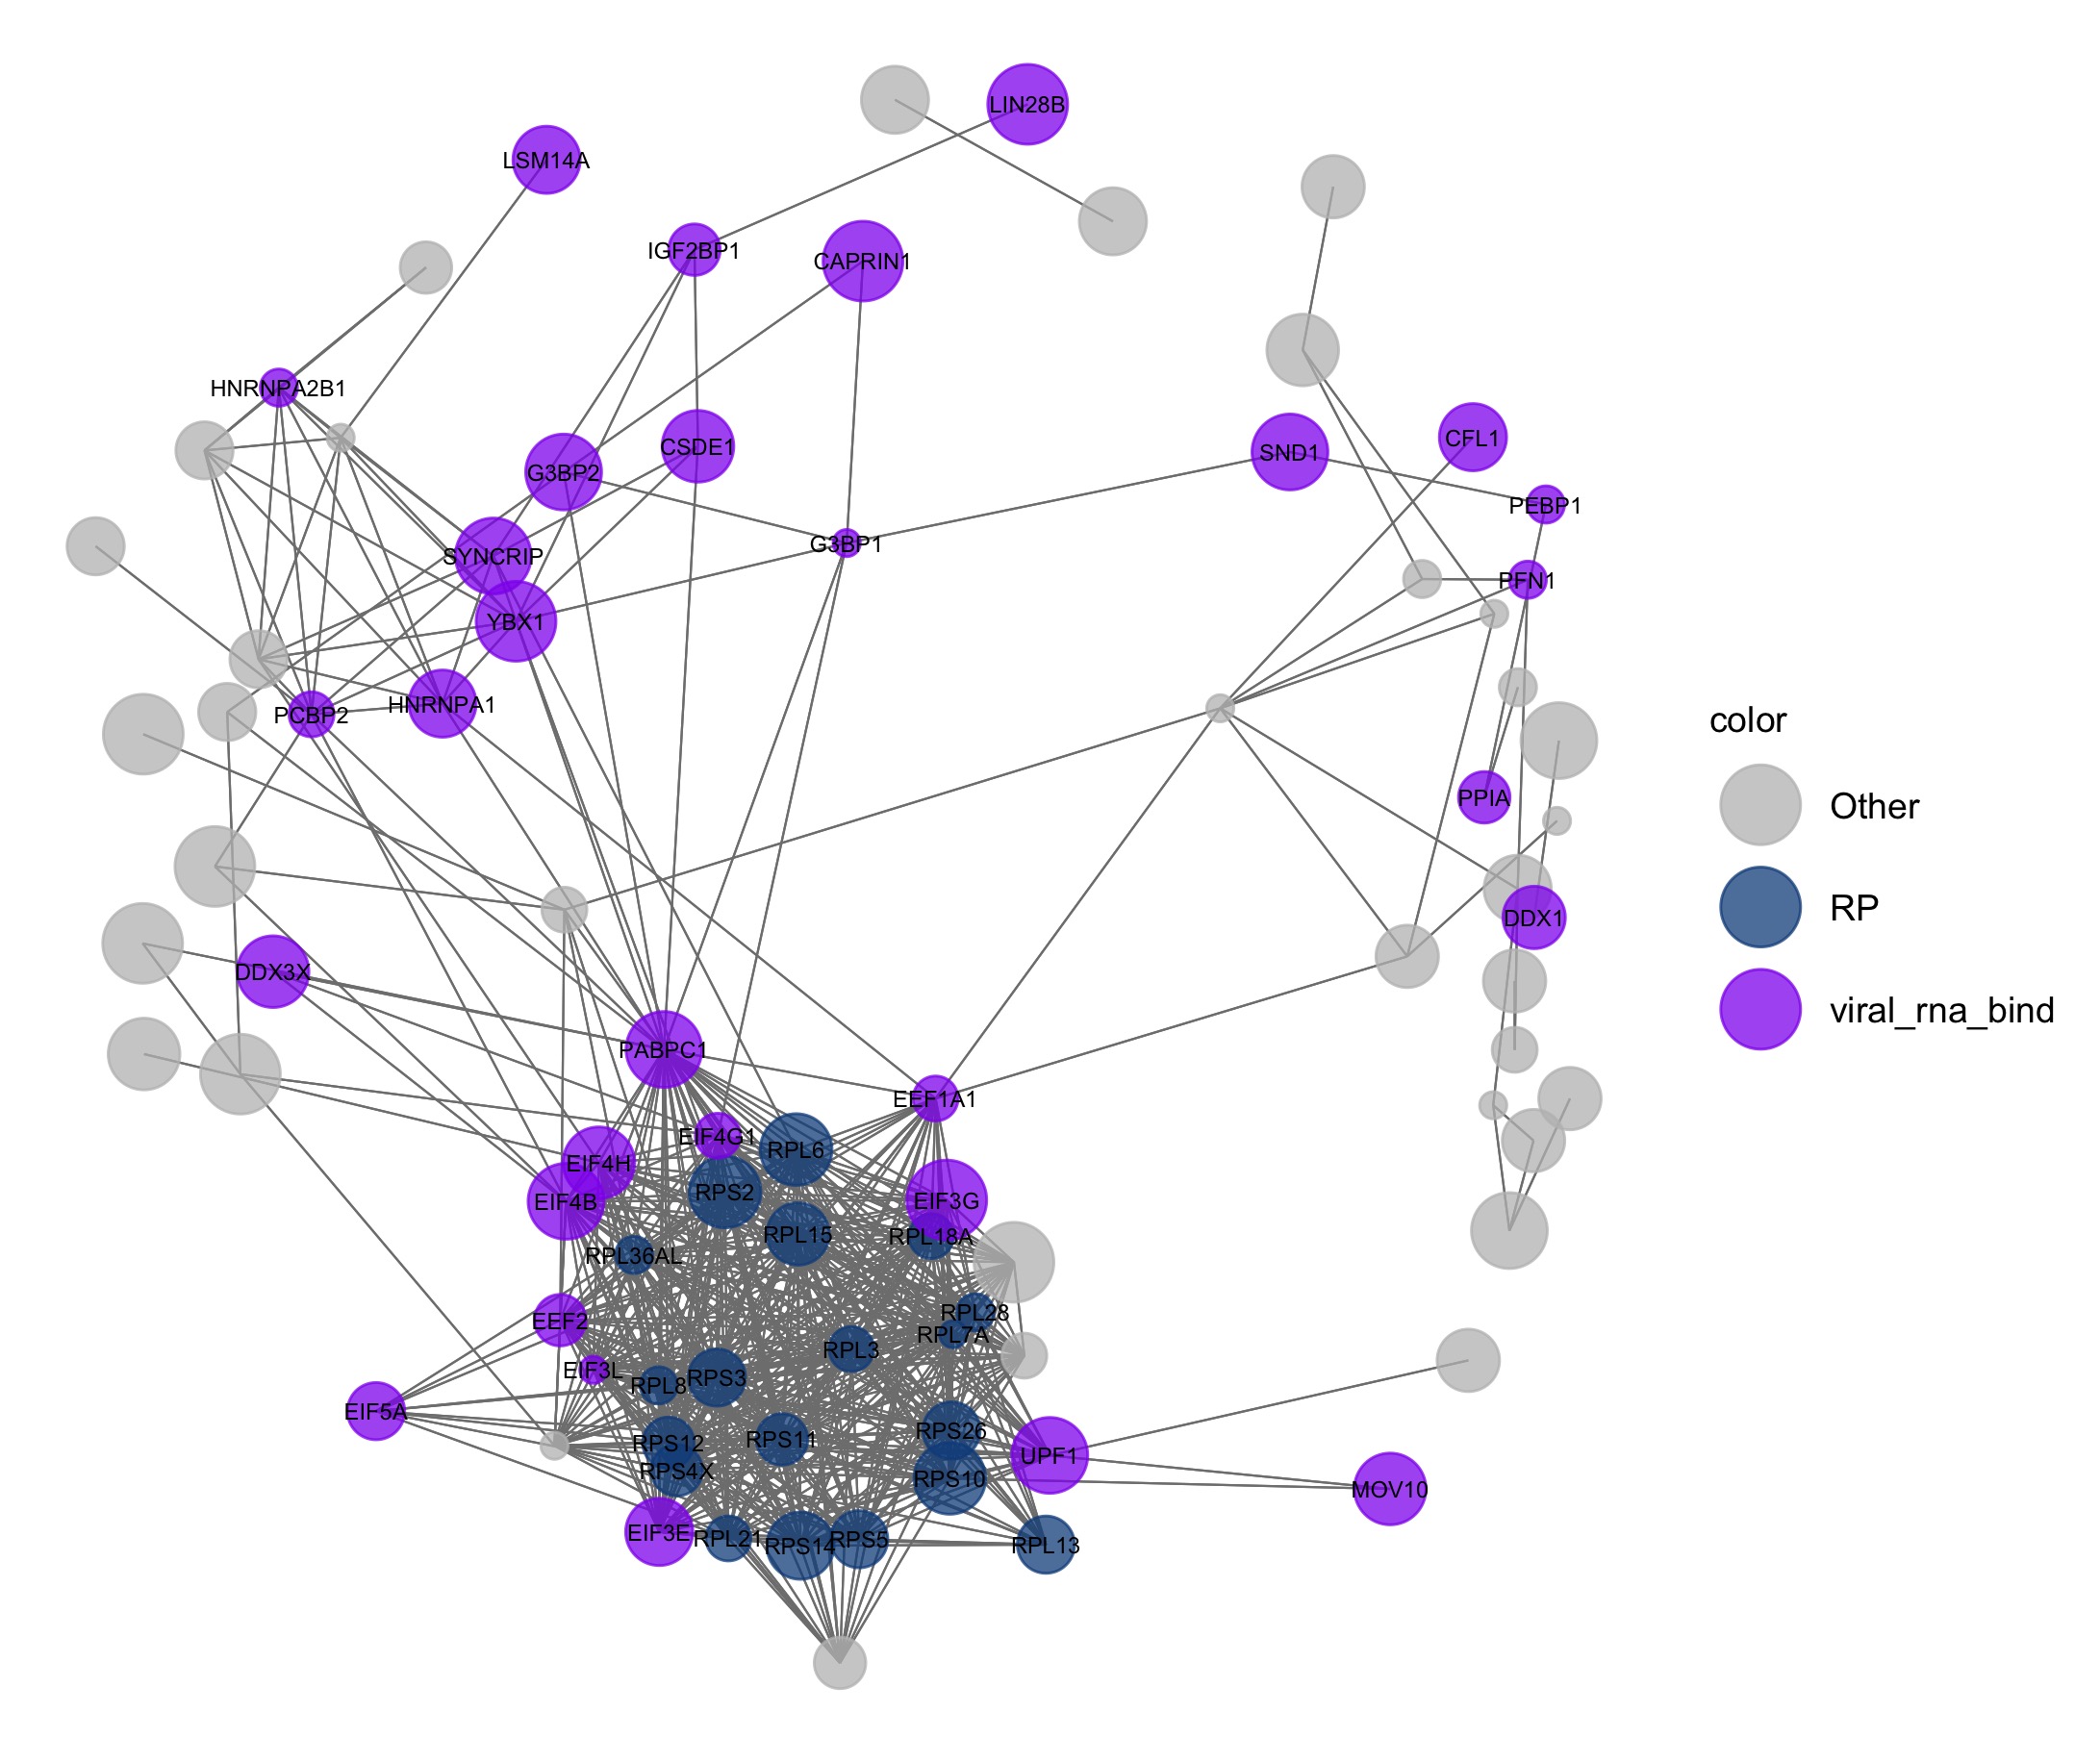 LIN28B
LSM14A
IGF2BP1
CAPRIN1
HNRNPA2B1
CFL1
CSDE1
SND1
G3BP2
PEBP1
G3BP1
SYNCRIP
PFN1
YBX1
HNRNPA1
PCBP2
color
PPIA
Other
RP
DDX1
DDX3X
viral_rna_bind
PABPC1
EEF1A1
EIF4G1
RPL6
EIF4H
RPS2
EIF4B
EIF3G
RPL15
RPL18A
RPL36AL
RPL28
EEF2
RPL7A
RPL3
EIF3L
RPS3
RPL8
EIF5A
RPS26
RPS11
RPS12
UPF1
RPS4X
RPS10
MOV10
EIF3E
RPL21
RPS5
RPS14
RPL13